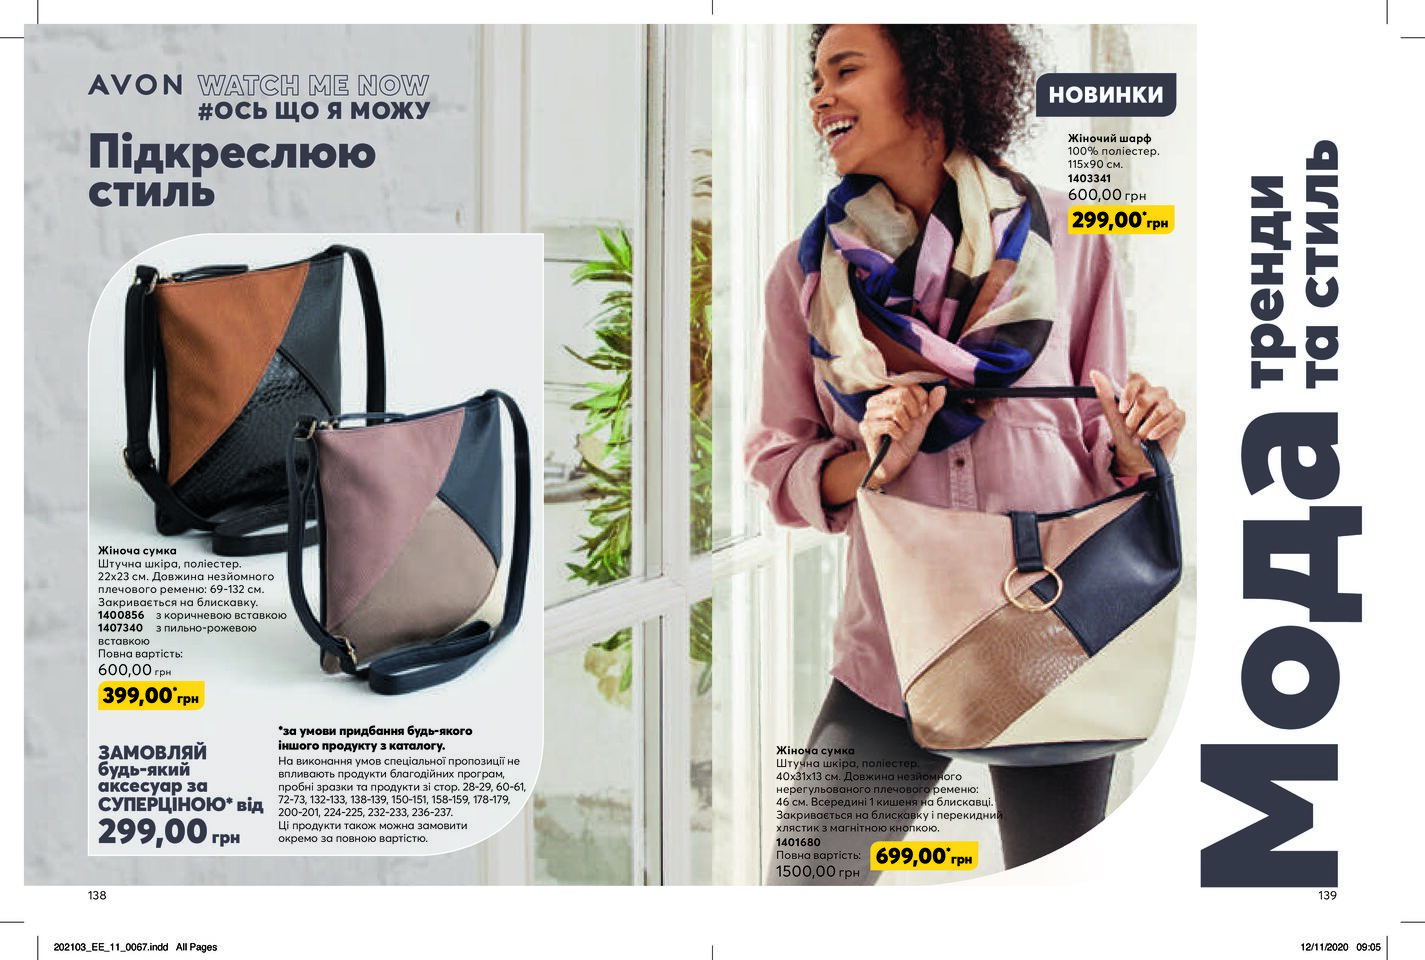 AVON WATCH ME NOW
#ОСЬ ЩО Я МОЖУ
Підкреслюю
стиль
Жіноча сумка
Штучна шкіра, поліестер.
22x23 см. Довжина незйомного
плечового ременю: 69-132 см.
Закривається на блискавку.
1400856 з коричневою вставкою
1407340 з пильно-рожевою
вставкою
Повна вартість:
600,00 грн
399,00* грн
ЗАМОВЛЯЙ
будь-який
аксесуар за
СУПЕРЦІНОЮ* від
299,00 грн
*за умови придбання будь-якого
іншого продукту з каталогу.
На виконання умов спеціальної пропозиції не
впливають продукти благодійних програм,
пробні зразки та продукти зі стор. 28-29, 60-61,
72-73, 132-133, 138-139, 150-151, 158-159, 178-179,
200-201, 224-225, 232-233, 236-237.
Ці продукти також можна замовити
окремо за повною вартістю.
138
НОВИНКИ
Жіночий шарф
100% поліестер.
115x90 см.
1403341
600,00 грн
299,00* грн
Жіноча сумка
Штучна шкіра, поліестер.
40x31x13 см. Довжина незйомного
нерегульованого плечового ременю:
46 см. Всередині 1 кишеня на блискавці.
Закривається на блискавку і перекидний
хлястик з магнітною кнопкою.
1401680
Повна вартість:
1500,00 грн
699,00* грн
Мода
тренди
та стиль
139
202103_EE_11_0067.indd All Pages
12/11/2020 09:05